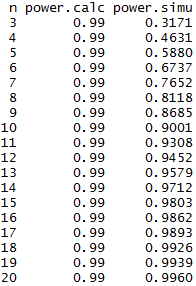 n power.calc power.simu
3 0.99 0.3171
4 0.99 0.4631
5 0.99 0.5880
6 0.99 0.6737
7 0.99 0.7652
8 0.99 0.8118
9 0.99 0.8685
10 0.99 0.9001
11 0.99 0.9308
12 0.99 0.9452
13 0.99 0.9579
14 0.99 0.9712
15 0.99 0.9803
16 0.99 0.9862
17 0.99 0.9893
18 0.99 0.9926
19 0.99 0.9939
20 0.99 0.9960